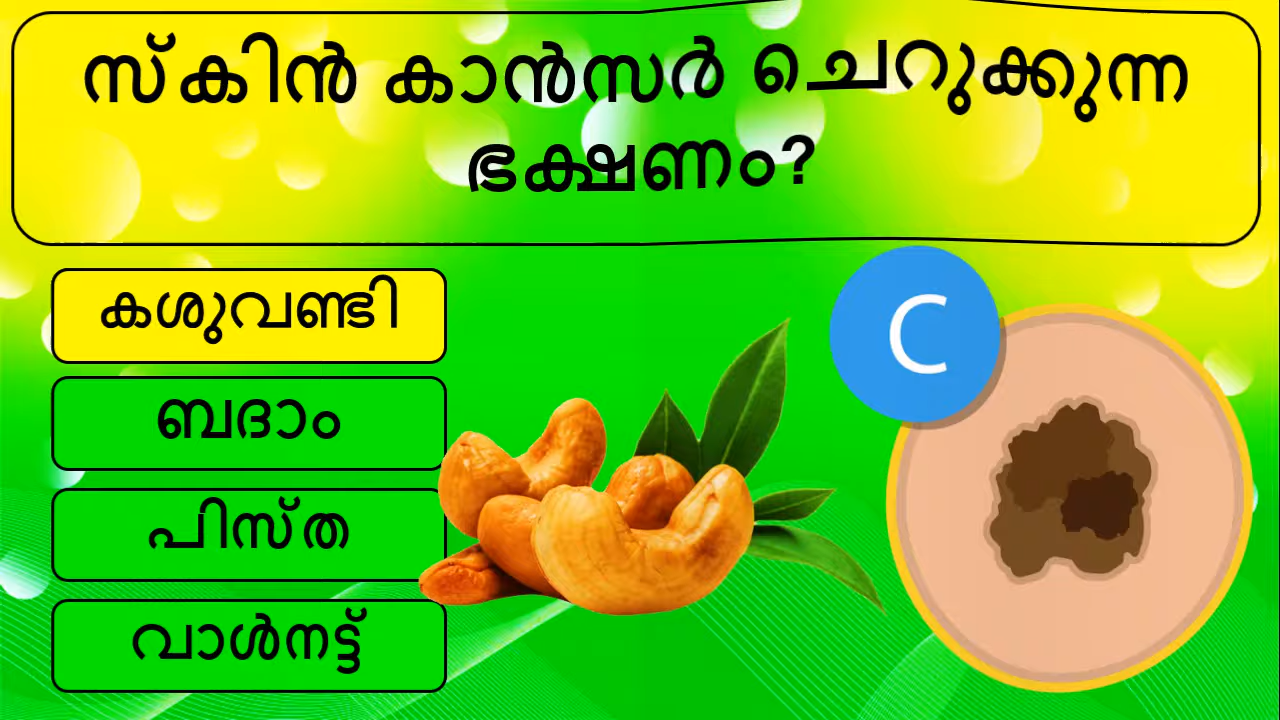 സ്കിൻ കാൻസർ ചെറുക്കുന്ന
ഭക്ഷണം?
കശുവണ്ടി
ബദാം
പിസ്ത
വാൾനട്ട്
C